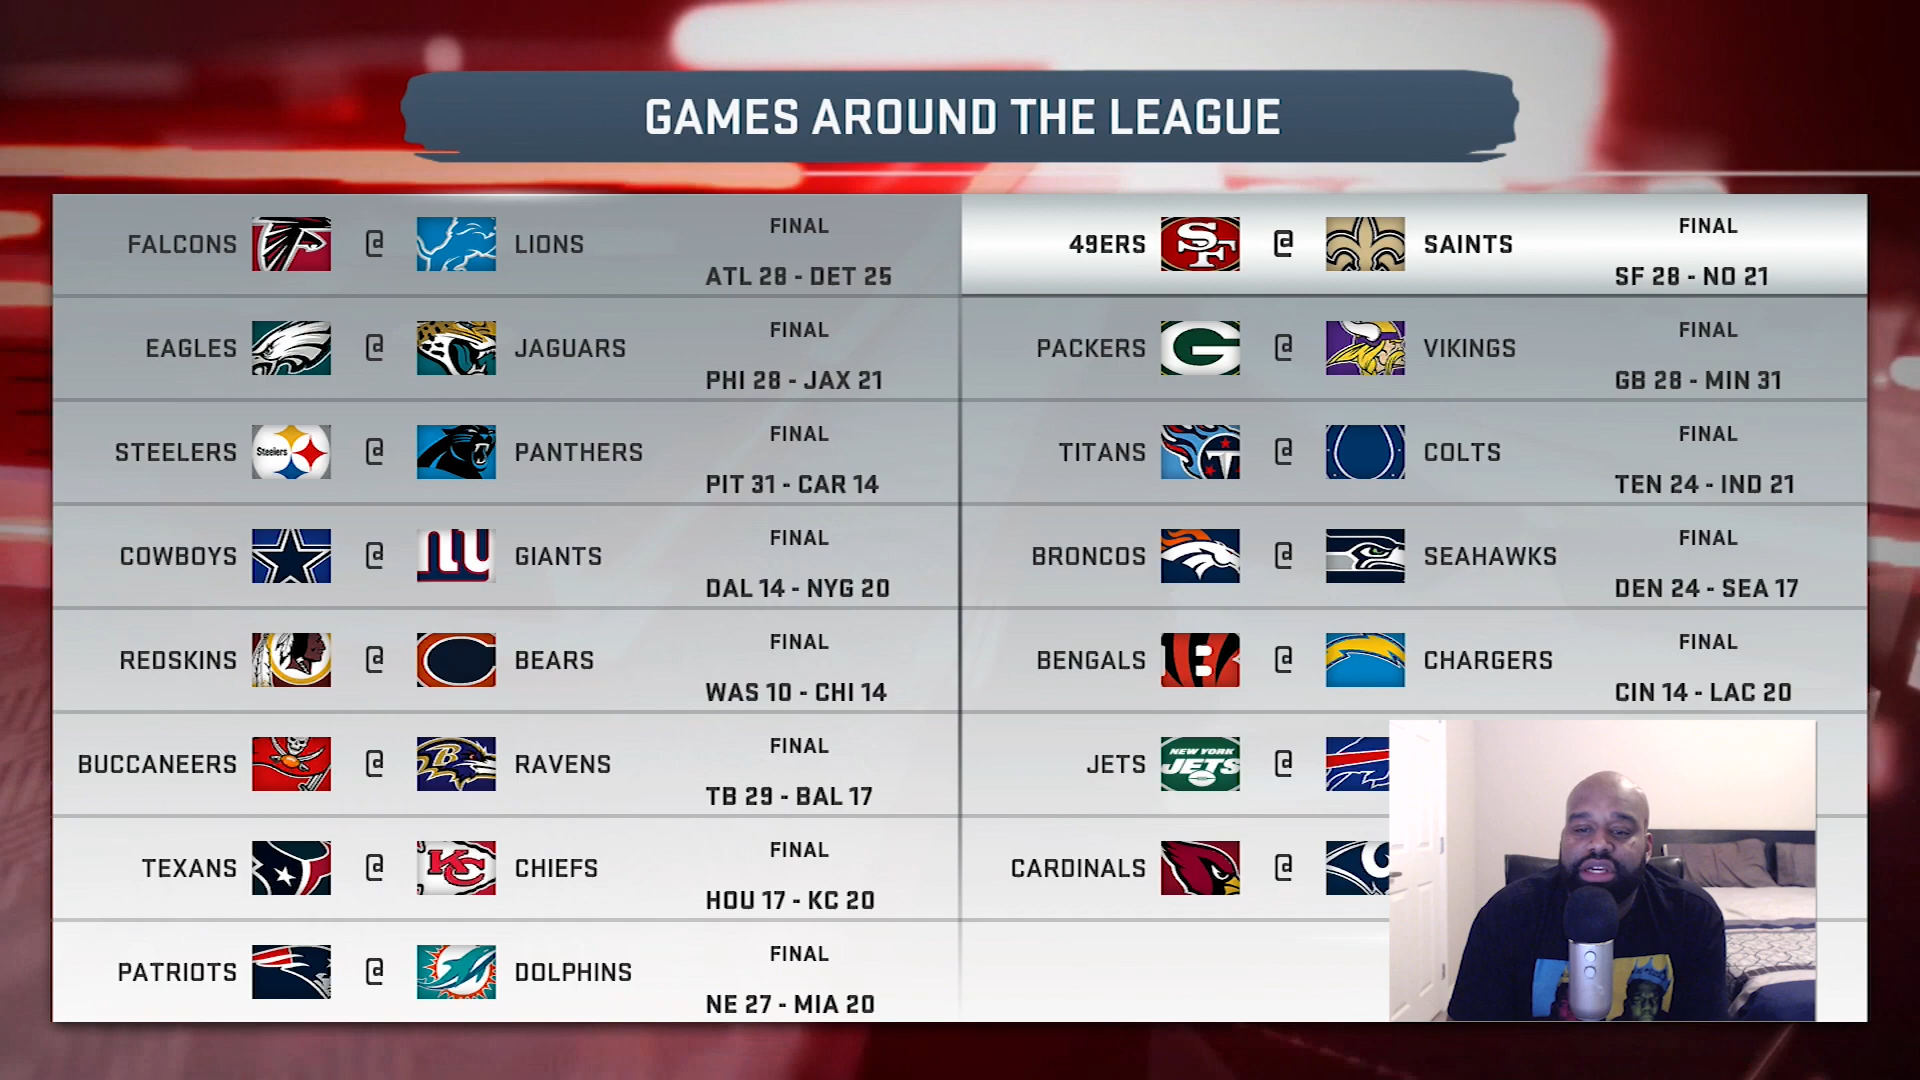 GAMES AROUND THE LEAGUE
FALCONS @ LIONS FINAL
ATL 28 - DET 25
EAGLES @ JAGUARS FINAL
PHI 28 - JAX 21
STEELERS Steelers @ PANTHERS FINAL
PIT 31 - CAR 14
COWBOYS @ GIANTS FINAL
DAL 14 - NYG 20
REDSKINS @ BEARS FINAL
WAS 10 - CHI 14
BUCCANEERS @ RAVENS FINAL
TB 29 - BAL 17
TEXANS @ CHIEFS FINAL
HOU 17 - KC 20
PATRIOTS @ DOLPHINS FINAL
NE 27 - MIA 20
49ERS SF @ SAINTS FINAL
SF 28 - NO 21
PACKERS G @ VIKINGS FINAL
GB 28 - MIN 31
TITANS @ COLTS FINAL
TEN 24 - IND 21
BRONCOS @ SEAHAWKS FINAL
DEN 24 - SEA 17
BENGALS B @ CHARGERS FINAL
CIN 14 - LAC 20
JETS NEW YORK JETS @
CARDINALS @